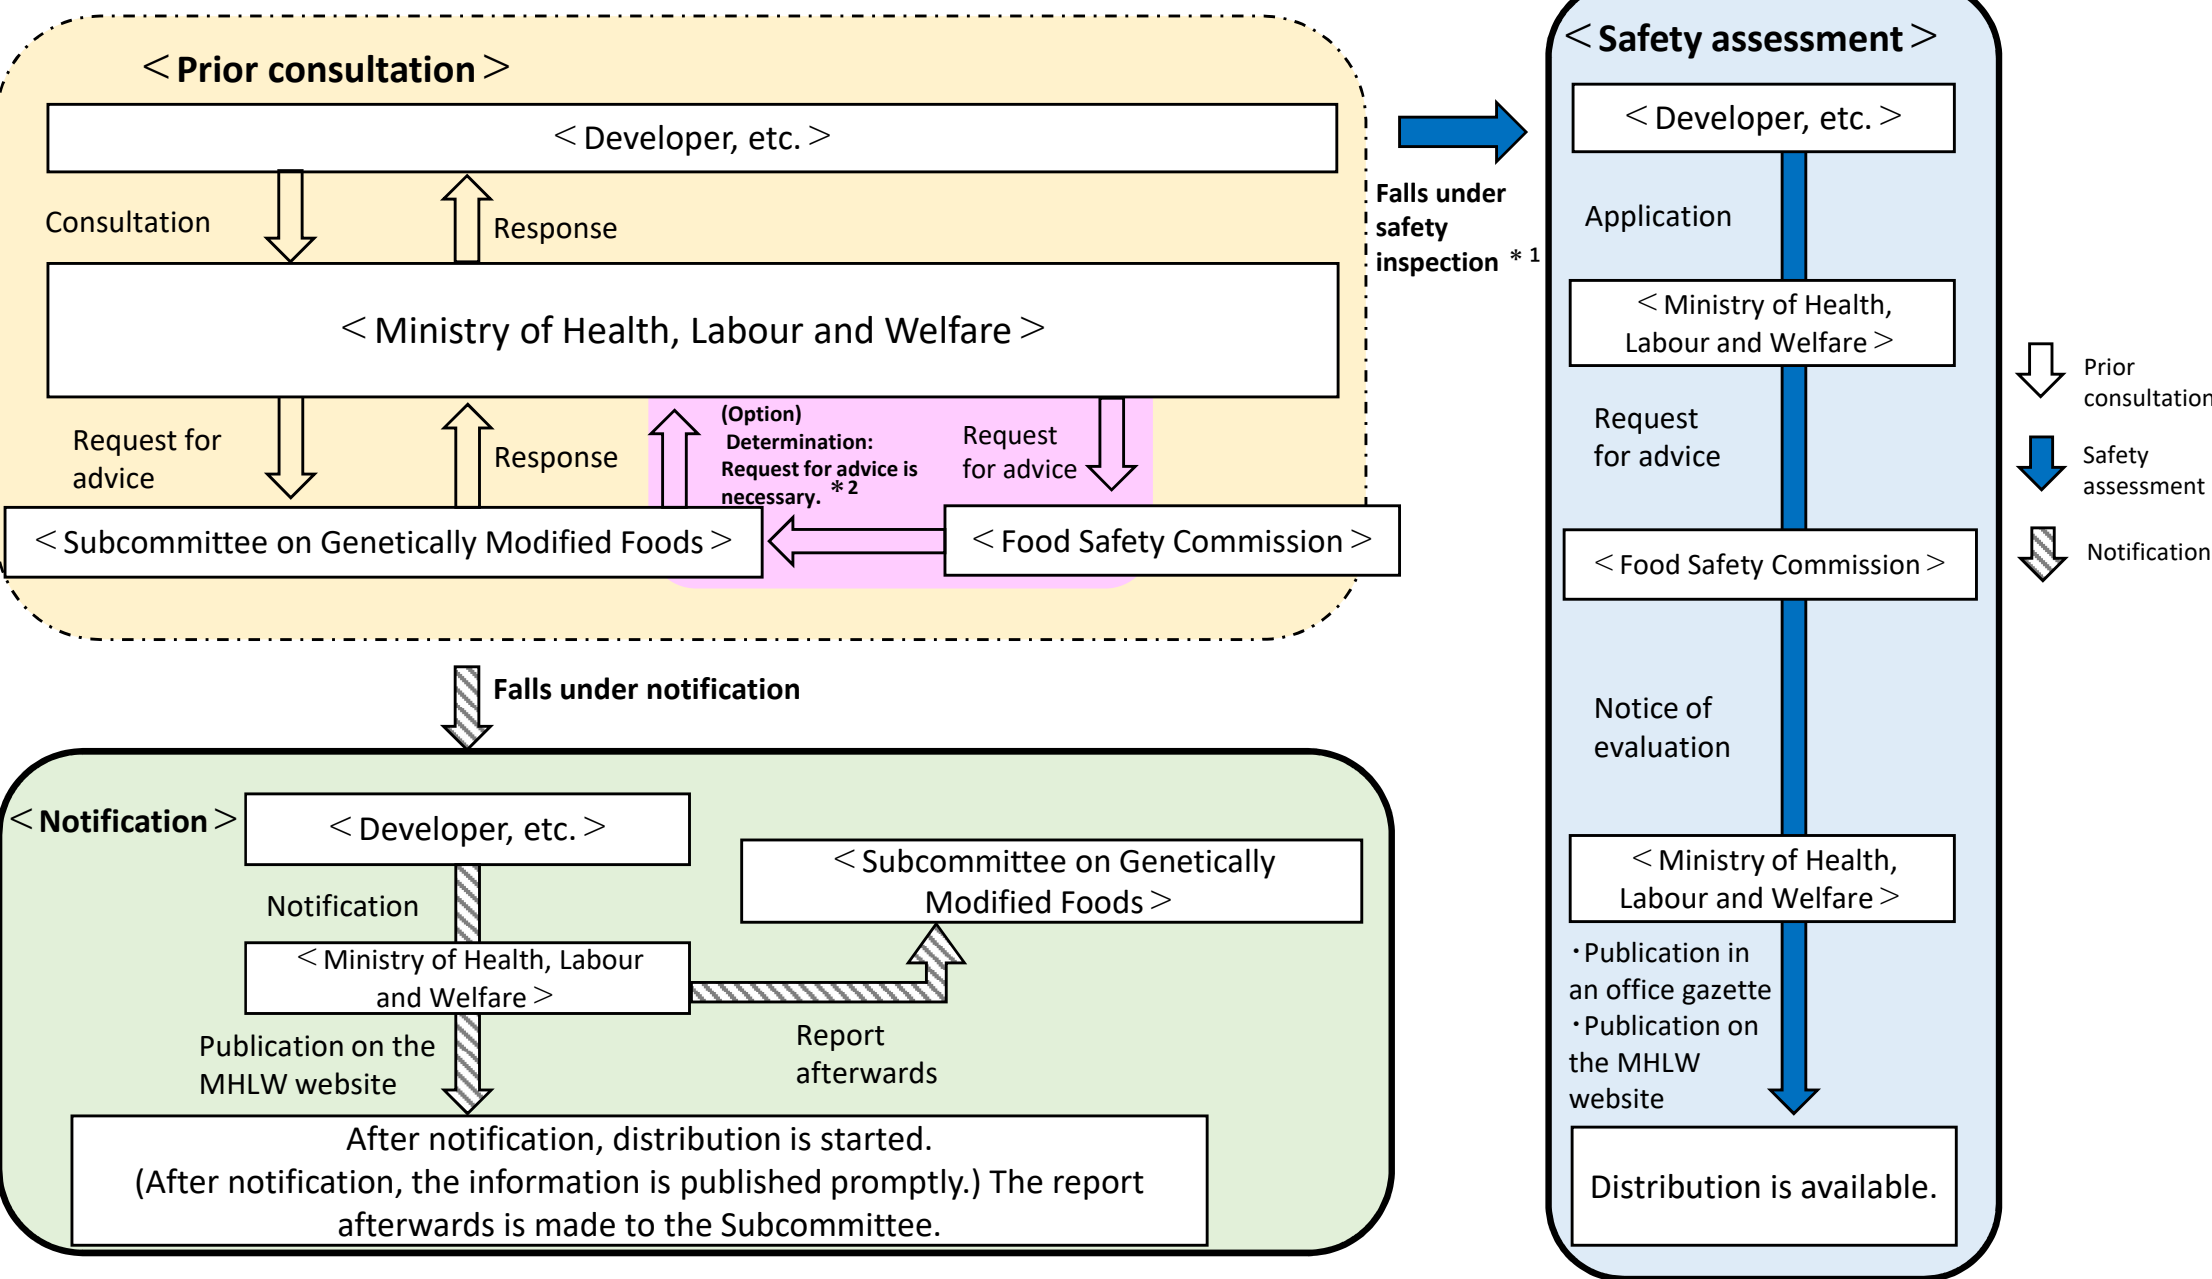 ＜Prior consultation＞
＜Developer, etc.＞
Consultation
Response
＜Ministry of Health, Labour and Welfare＞
Request for
advice
Response
(Option)
Determination:
Request for advice is
necessary. ＊2
Request
for advice
＜Subcommittee on Genetically Modified Foods＞
＜Food Safety Commission＞
Falls under
safety
inspection ＊1
Falls under notification
＜Notification＞
＜Developer, etc.＞
Notification
＜Ministry of Health, Labour
and Welfare＞
＜Subcommittee on Genetically
Modified Foods＞
Report
afterwards
Publication on the
MHLW website
After notification, distribution is started.
(After notification, the information is published promptly.) The report
afterwards is made to the Subcommittee.
＜Safety assessment＞
＜Developer, etc.＞
Application
＜Ministry of Health,
Labour and Welfare＞
Request
for advice
＜Food Safety Commission＞
Notice of
evaluation
＜Ministry of Health,
Labour and Welfare＞
・Publication in
an office gazette
・Publication on
the MHLW
website
Distribution is available.
Prior
consultation
Safety
assessment
Notification